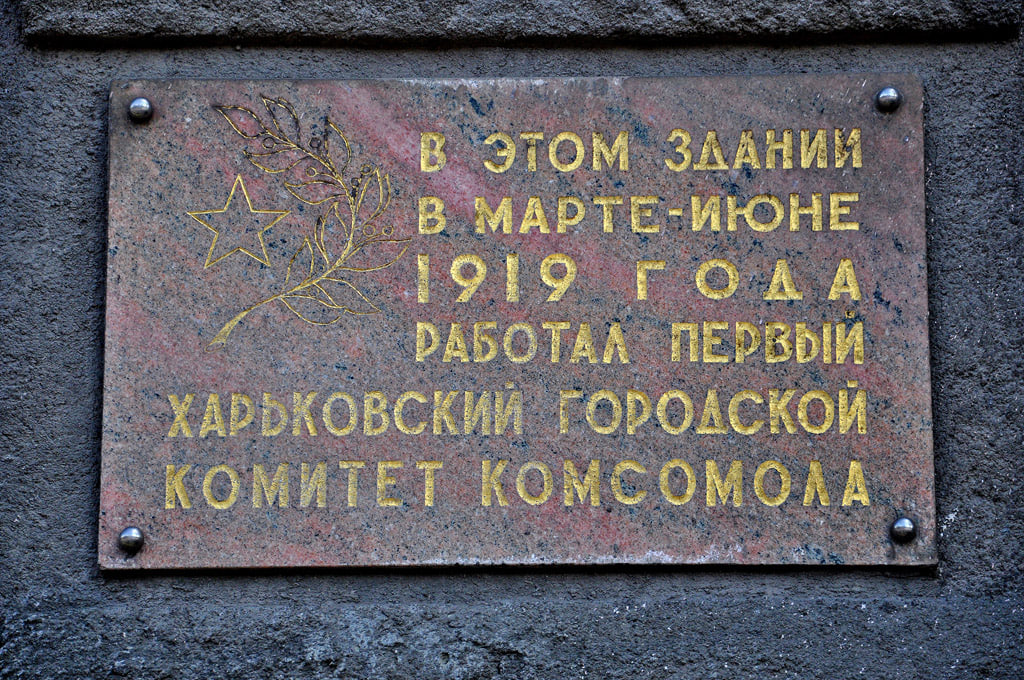 В ЭТОМ ЗДАНИИ
В МАРТЕ-ИЮНЕ
1919 ГОДА
РАБОТАЛ ПЕРВЫЙ
ХАРЬКОВСКИЙ ГОРОДСКОЙ
КОМИТЕТ КОМСОМОЛА